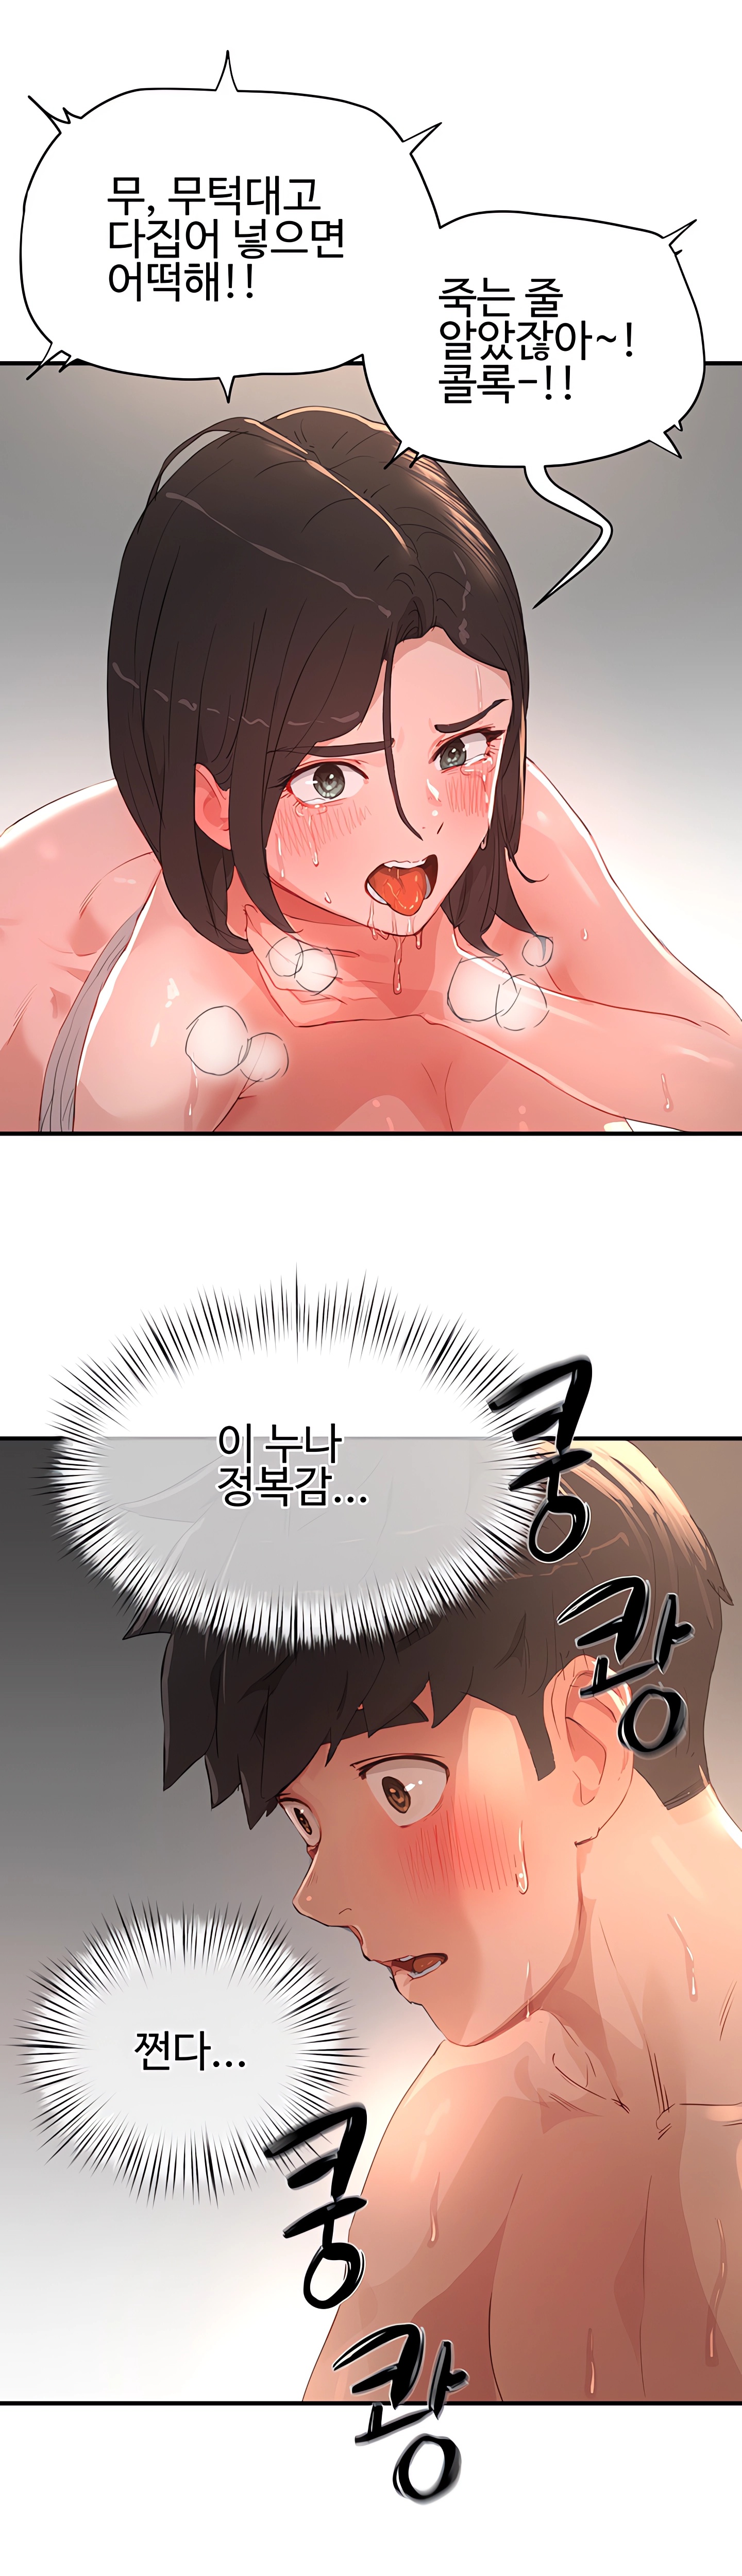 무, 무턱대고
다집어 넣으면
어떡해!!
죽는 줄
알았잖아~!
콜록-!!
이 누나
정복감...
쿵
쾅
쩐다...
쿵
쾅